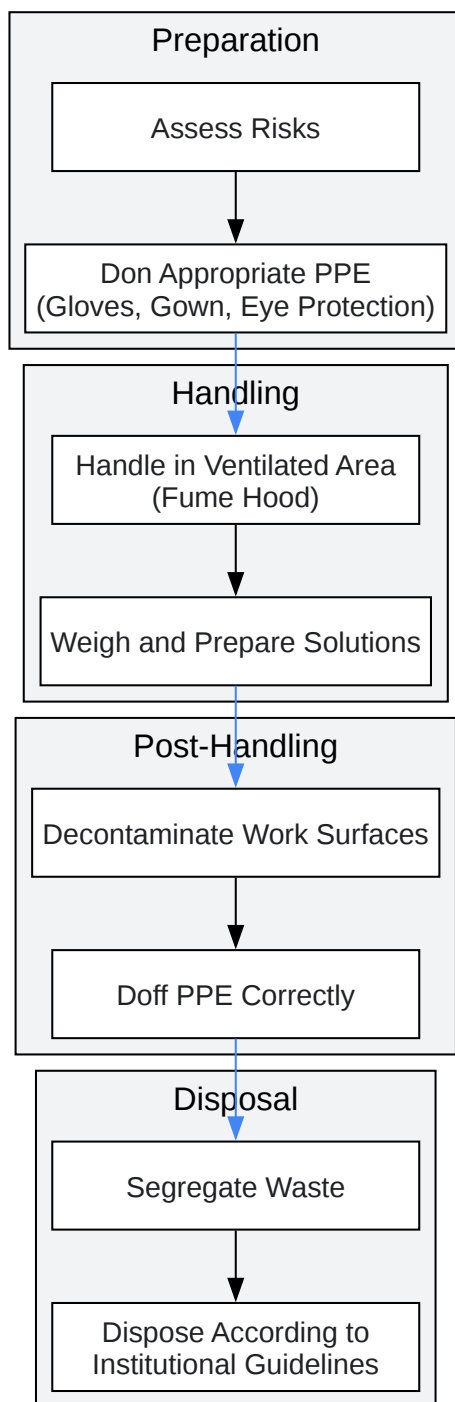 Preparation
Assess Risks
Don Appropriate PPE
(Gloves, Gown, Eye Protection)
Handling
Handle in Ventilated Area
(Fume Hood)
Weigh and Prepare Solutions
Post-Handling
Decontaminate Work Surfaces
Doff PPE Correctly
Disposal
Segregate Waste
Dispose According to
Institutional Guidelines